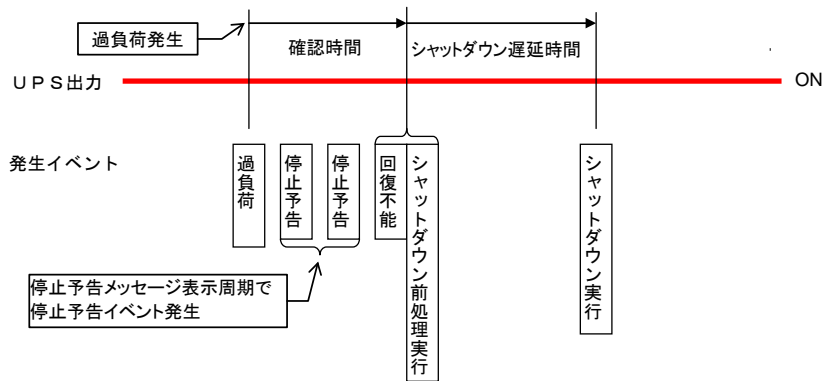 過負荷発生
確認時間
シャットダウン遅延時間
ＵＰＳ出力
ON
発生イベント
過負荷
停止予告
停止予告
回復不能
シャットダウン前処理実行
シャットダウン実行
停止予告メッセージ表示周期で
停止予告イベント発生